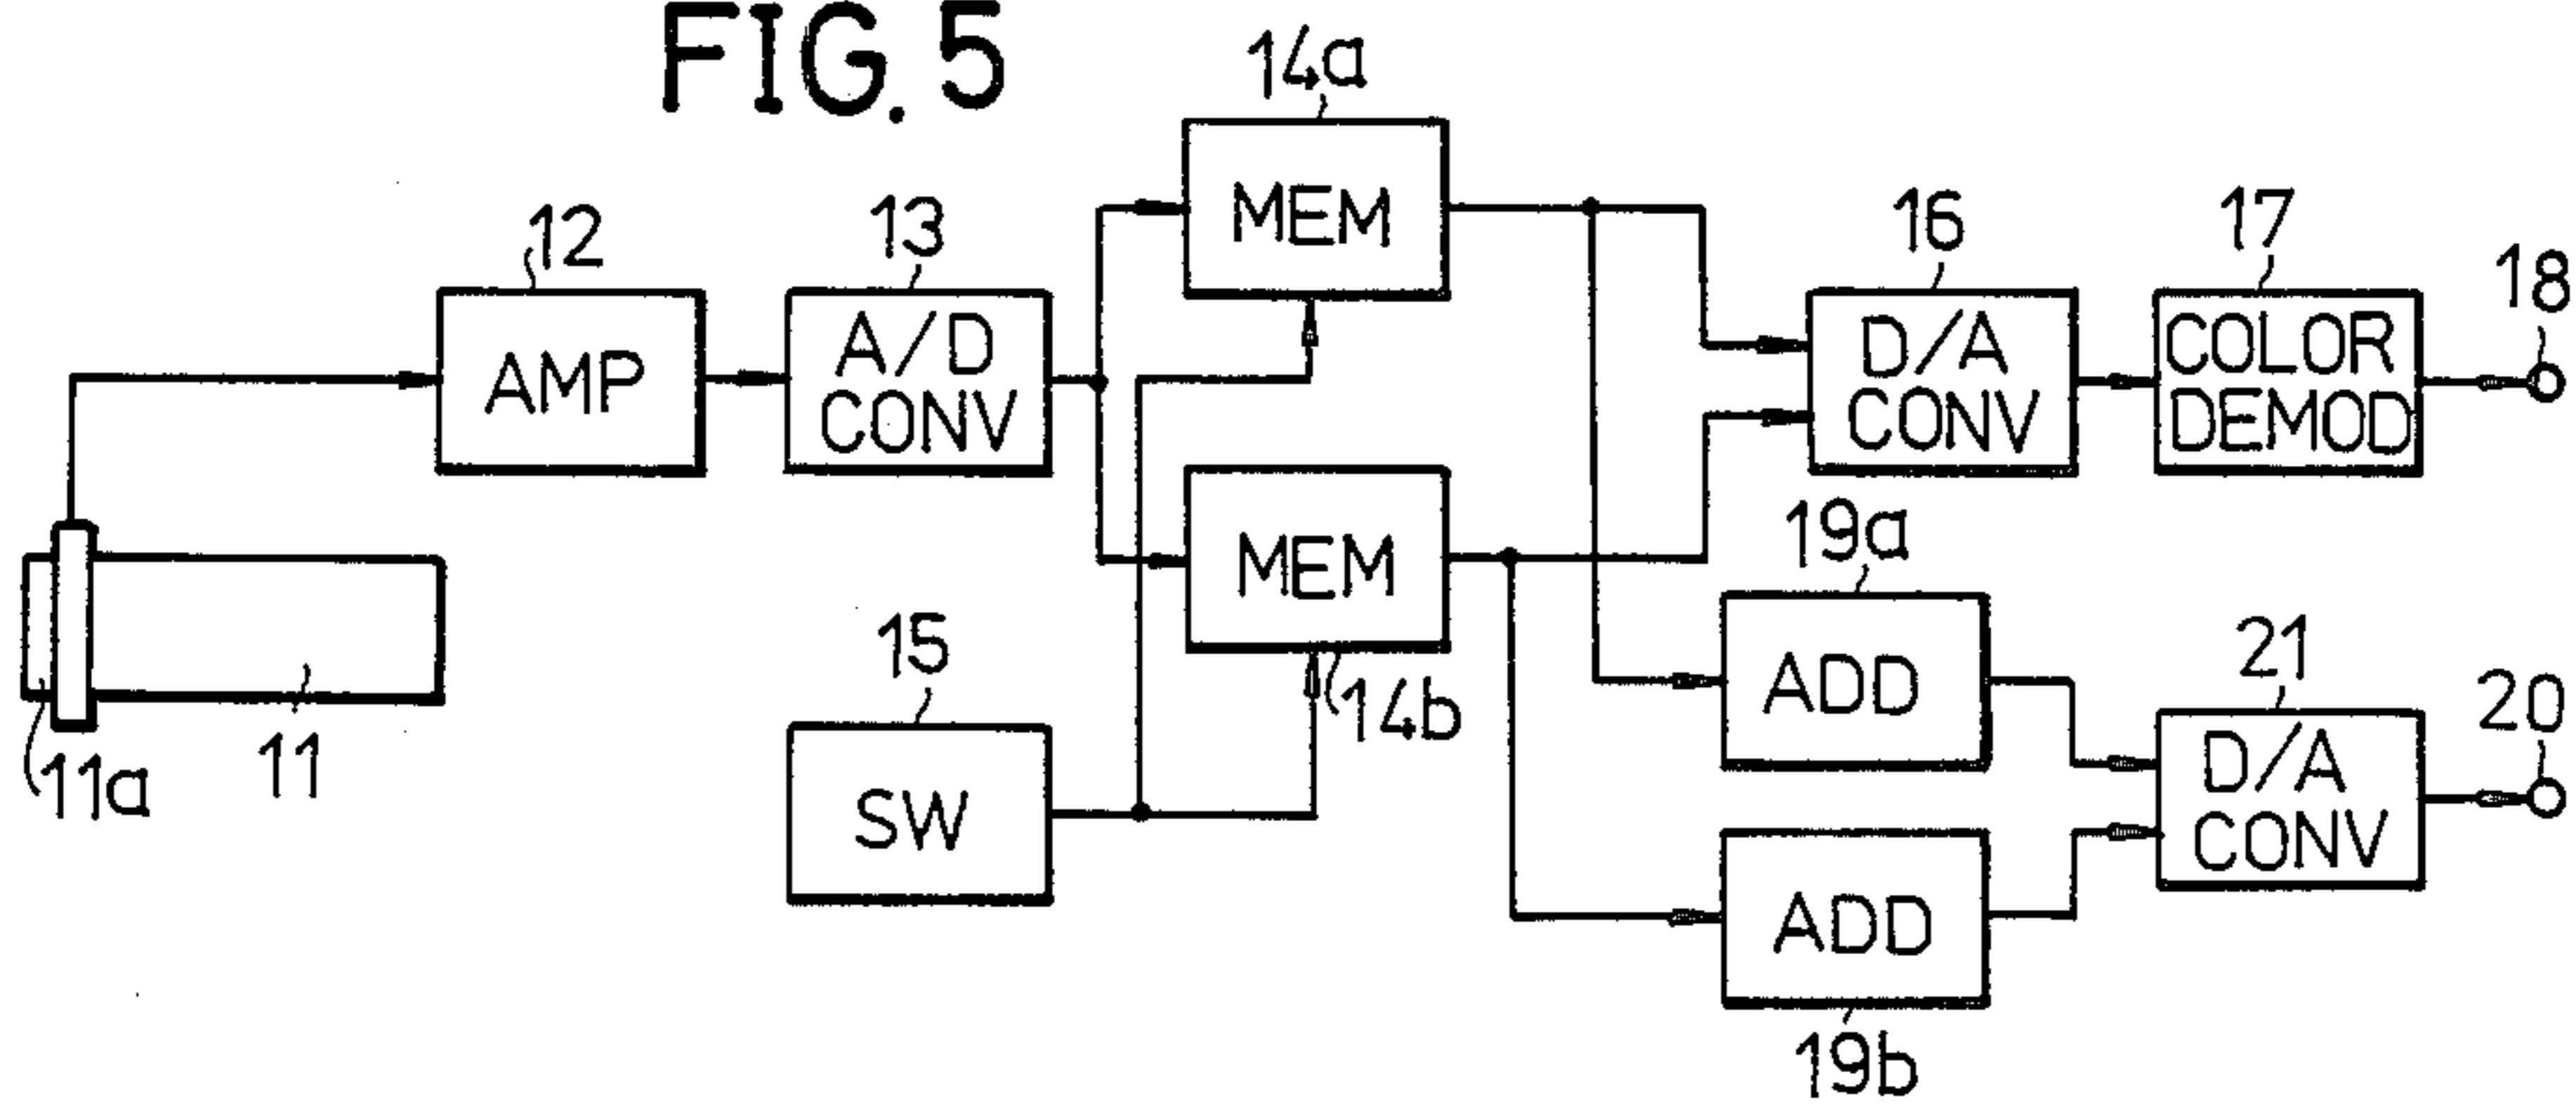 FIG. 5
14a
MEM
12
AMP
13
A/D
CONV
16
D/A
CONV
17
COLOR
DEMOD
18
MEM
14b
11a
11
15
SW
19a
ADD
21
D/A
CONV
20
ADD
19b